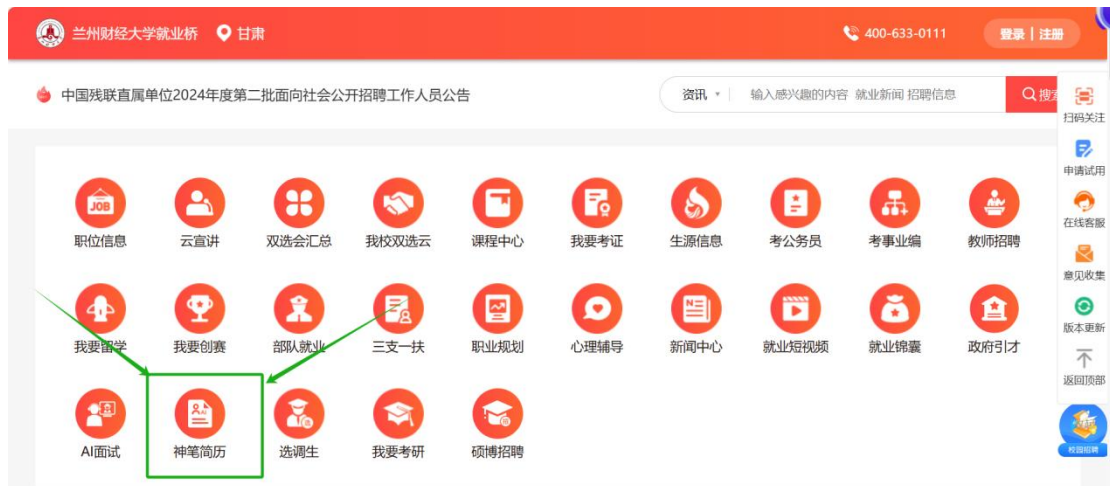 兰州财经大学就业桥 甘肃 400-633-0111 登录 | 注册
中国残联直属单位2024年度第二批面向社会公开招聘工作人员公告 资讯 输入感兴趣的内容 就业新闻 招聘信息 搜索
扫码关注
申请试用
在线客服
意见收集
版本更新
返回顶部
校园招聘
JOB
职位信息 云宣讲 双选会汇总 我校双选云 课程中心 我要考证 生源信息 考公务员 考事业编 教师招聘
我要留学 我要创赛 部队就业 三支一扶 职业规划 心理辅导 新闻中心 就业短视频 就业锦囊 政府引才
AI面试 神笔简历 选调生 我要考研 硕博招聘